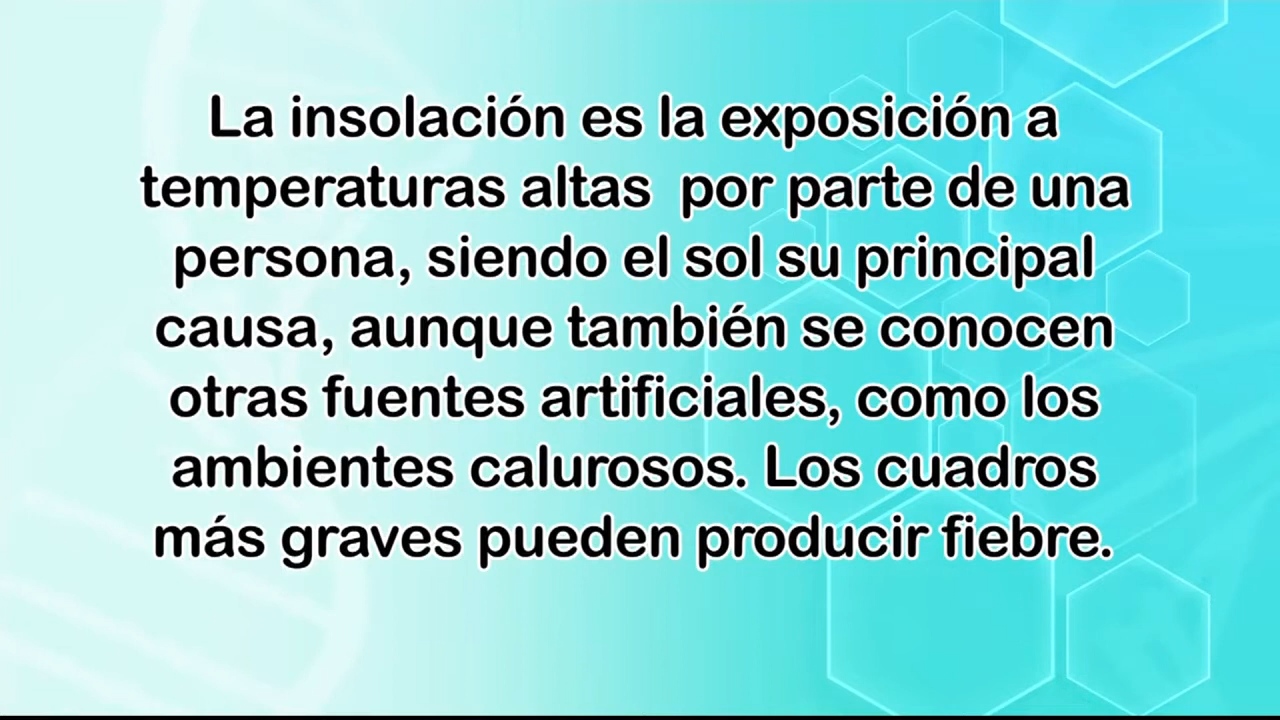 La insolación es la exposición a
temperaturas altas  por parte de una
persona, siendo el sol su principal
causa, aunque también se conocen
otras fuentes artificiales, como los
ambientes calurosos. Los cuadros
más graves pueden producir fiebre.